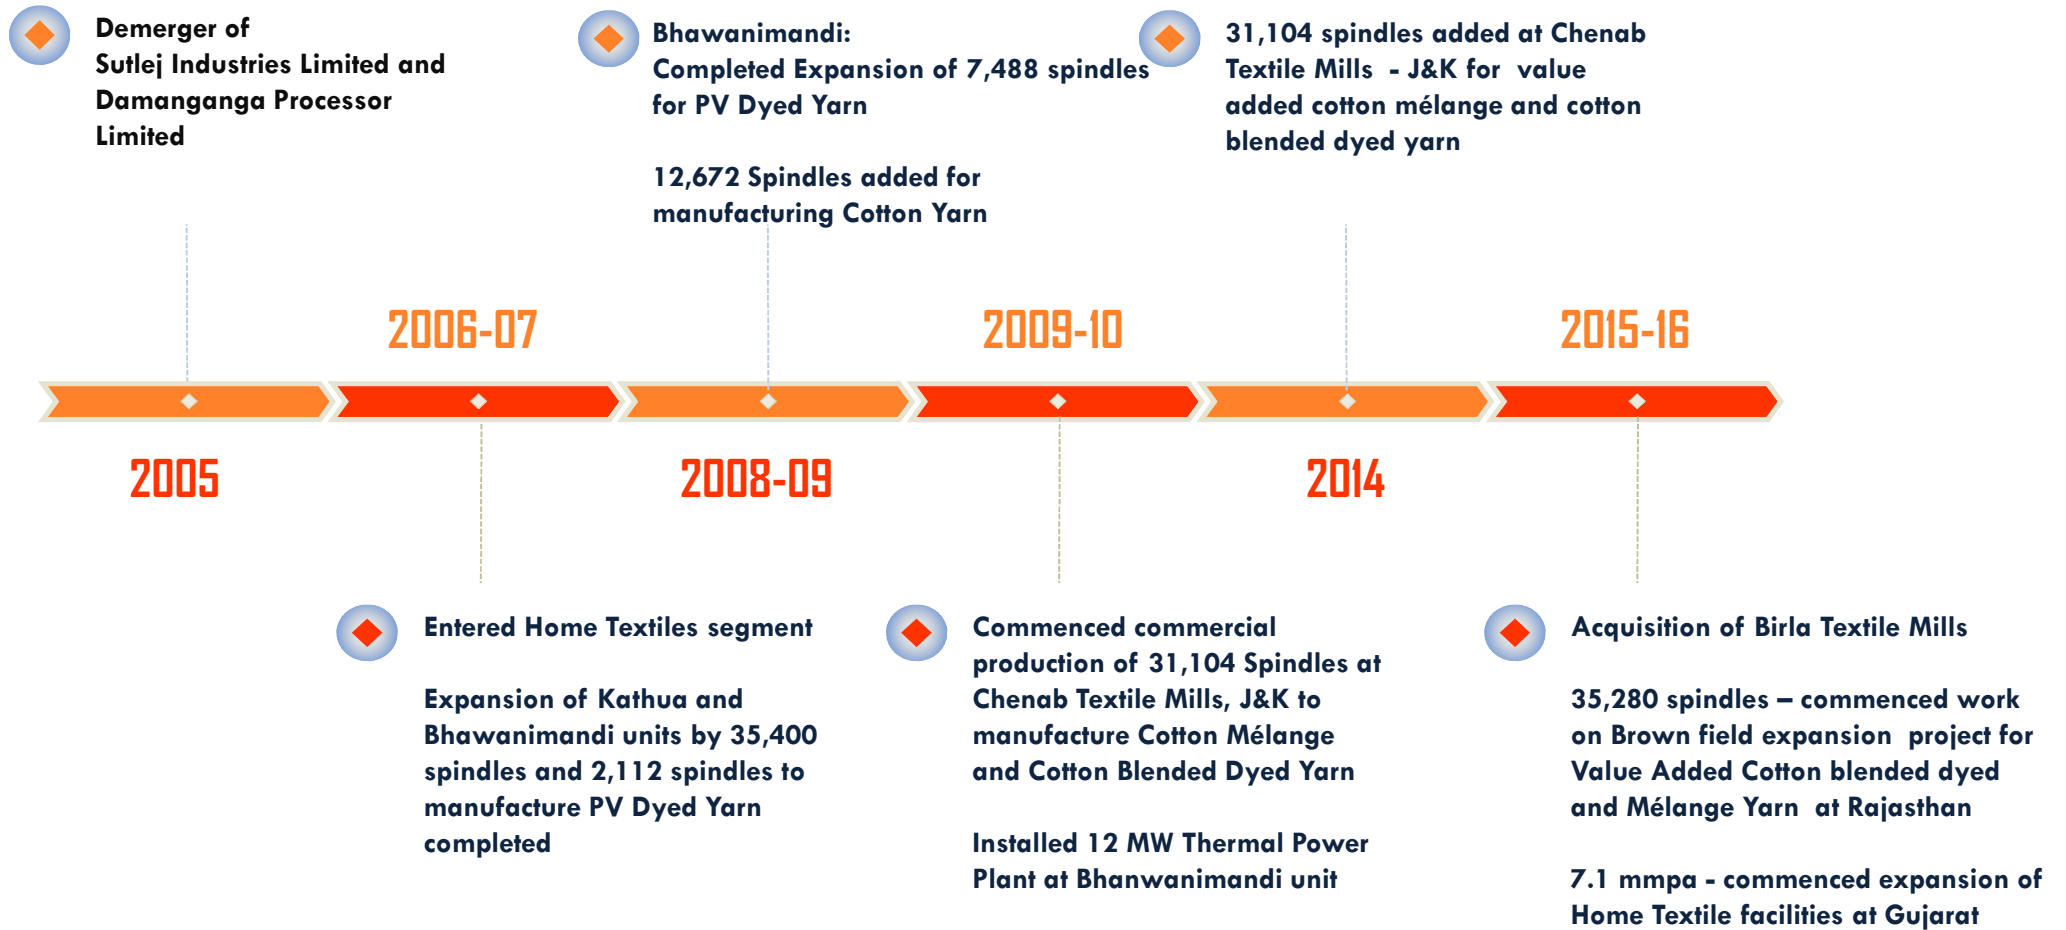 Demerger of
Sutlej Industries Limited and
Damanganga Processor
Limited
Bhawanimandi:
Completed Expansion of 7,488 spindles
for PV Dyed Yarn
12,672 Spindles added for
manufacturing Cotton Yarn
31,104 spindles added at Chenab
Textile Mills - J&K for value
added cotton mélange and cotton
blended dyed yarn
2006-07
2009-10
2015-16
2005
2008-09
2014
Entered Home Textiles segment
Expansion of Kathua and
Bhawanimandi units by 35,400
spindles and 2,112 spindles to
manufacture PV Dyed Yarn
completed
Commenced commercial
production of 31,104 Spindles at
Chenab Textile Mills, J&K to
manufacture Cotton Mélange
and Cotton Blended Dyed Yarn
Installed 12 MW Thermal Power
Plant at Bhanwanimandi unit
Acquisition of Birla Textile Mills
35,280 spindles – commenced work
on Brown field expansion project for
Value Added Cotton blended dyed
and Mélange Yarn at Rajasthan
7.1 mmpa - commenced expansion of
Home Textile facilities at Gujarat